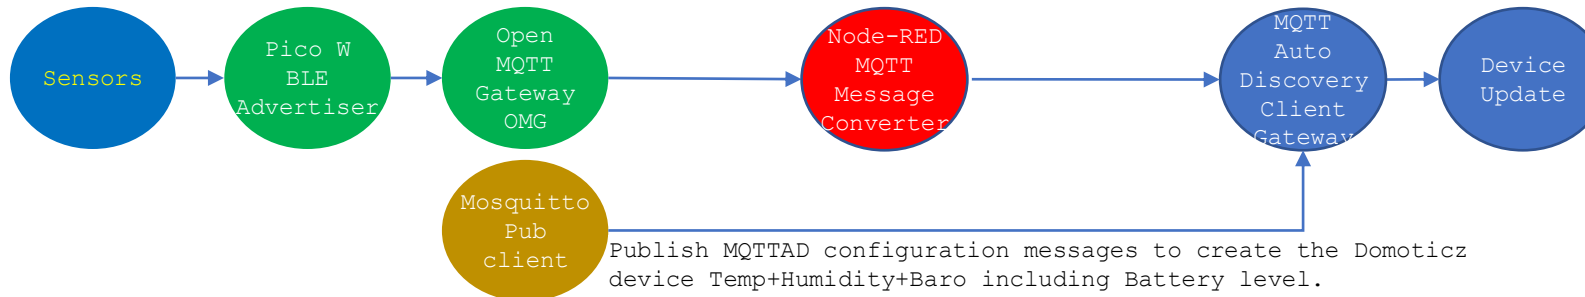 Sensors
Pico W
BLE
Advertiser
Open
MQTT
Gateway
OMG
Node-RED
MQTT
Message
Converter
MQTT
Auto
Discovery
Client
Gateway
Device
Update
Mosquitto
Pub
client
Publish MQTTAD configuration messages to create the Domoticz
device Temp+Humidity+Baro including Battery level.